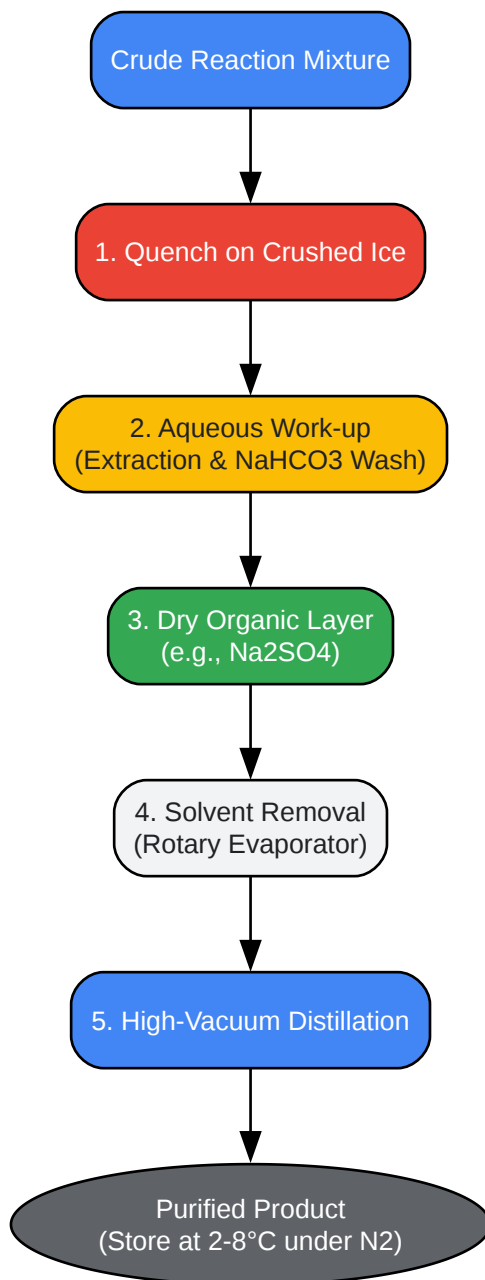 Crude Reaction Mixture
1. Quench on Crushed Ice
2. Aqueous Work-up
(Extraction & NaHCO3 Wash)
3. Dry Organic Layer
(e.g., Na2SO4)
4. Solvent Removal
(Rotary Evaporator)
5. High-Vacuum Distillation
Purified Product
(Store at 2-8°C under N2)